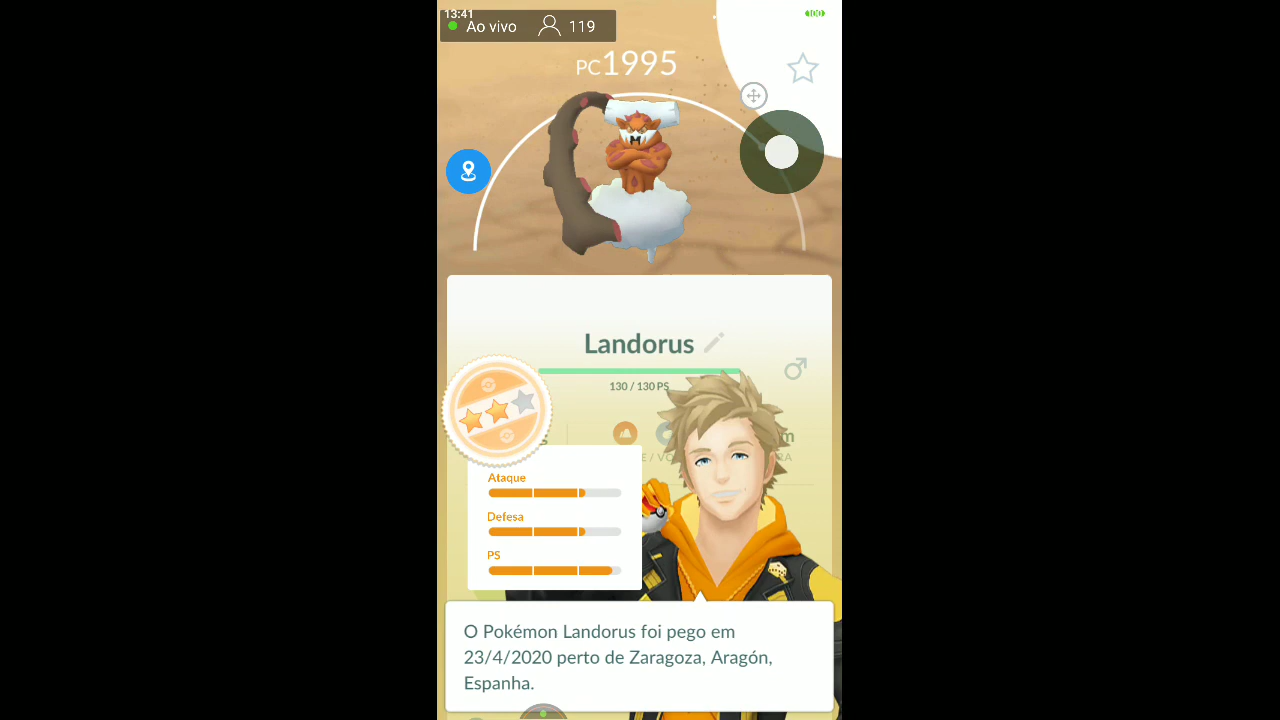 13:41
100
Ao vivo 119
PC1995
Landorus
130 / 130 PS
Ataque
Defesa
PS
O Pokémon Landorus foi pego em
23/4/2020 perto de Zaragoza, Aragón,
Espanha.